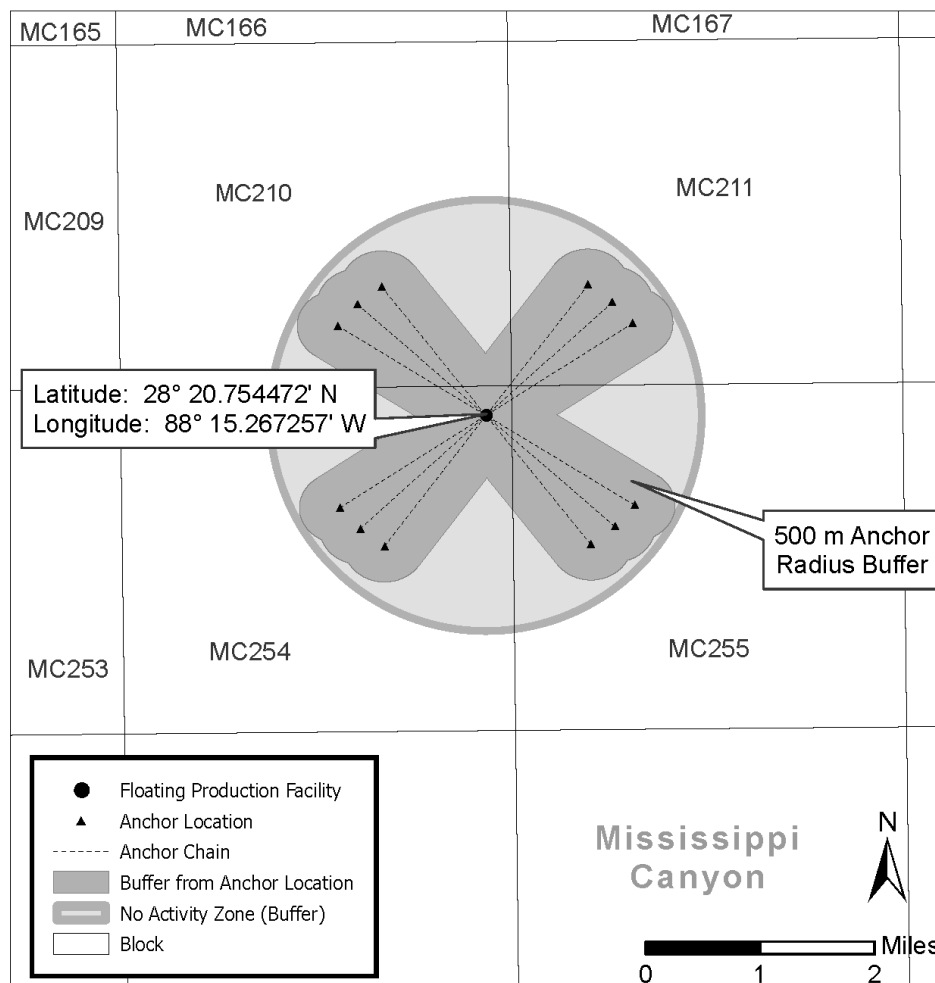 MC165
MC166
MC167
MC210
MC211
MC209
Latitude: 28° 20.754472' N
Longitude: 88° 15.267257' W
500 m Anchor
Radius Buffer
MC254
MC255
MC253
Floating Production Facility
Anchor Location
Anchor Chain
Buffer from Anchor Location
No Activity Zone (Buffer)
Block
Mississippi
Canyon
N
Miles
0 1 2